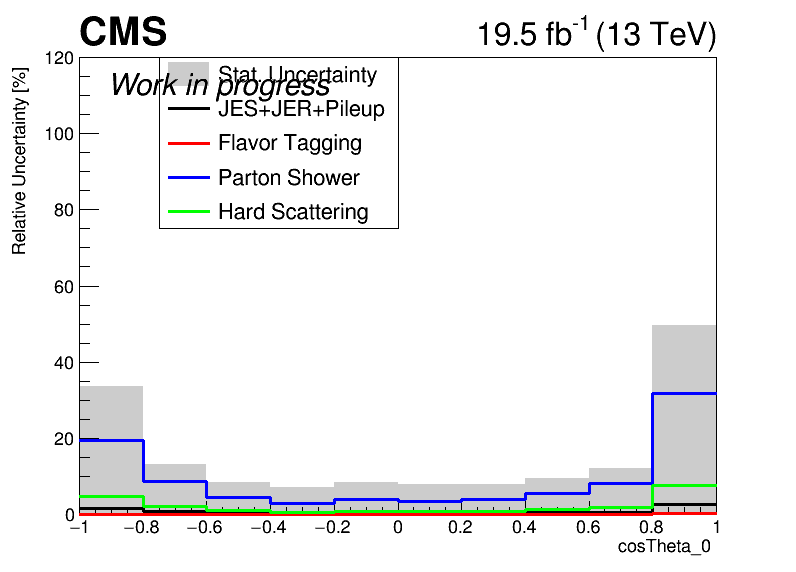 CMS
19.5 fb-1 (13 TeV)
Relative Uncertainty [%]
Work in progress
Stat. Uncertainty
JES+JER+Pileup
Flavor Tagging
Parton Shower
Hard Scattering
120
100
80
60
40
20
0
−1 −0.8 −0.6 −0.4 −0.2 0 0.2 0.4 0.6 0.8 1
cosTheta_0